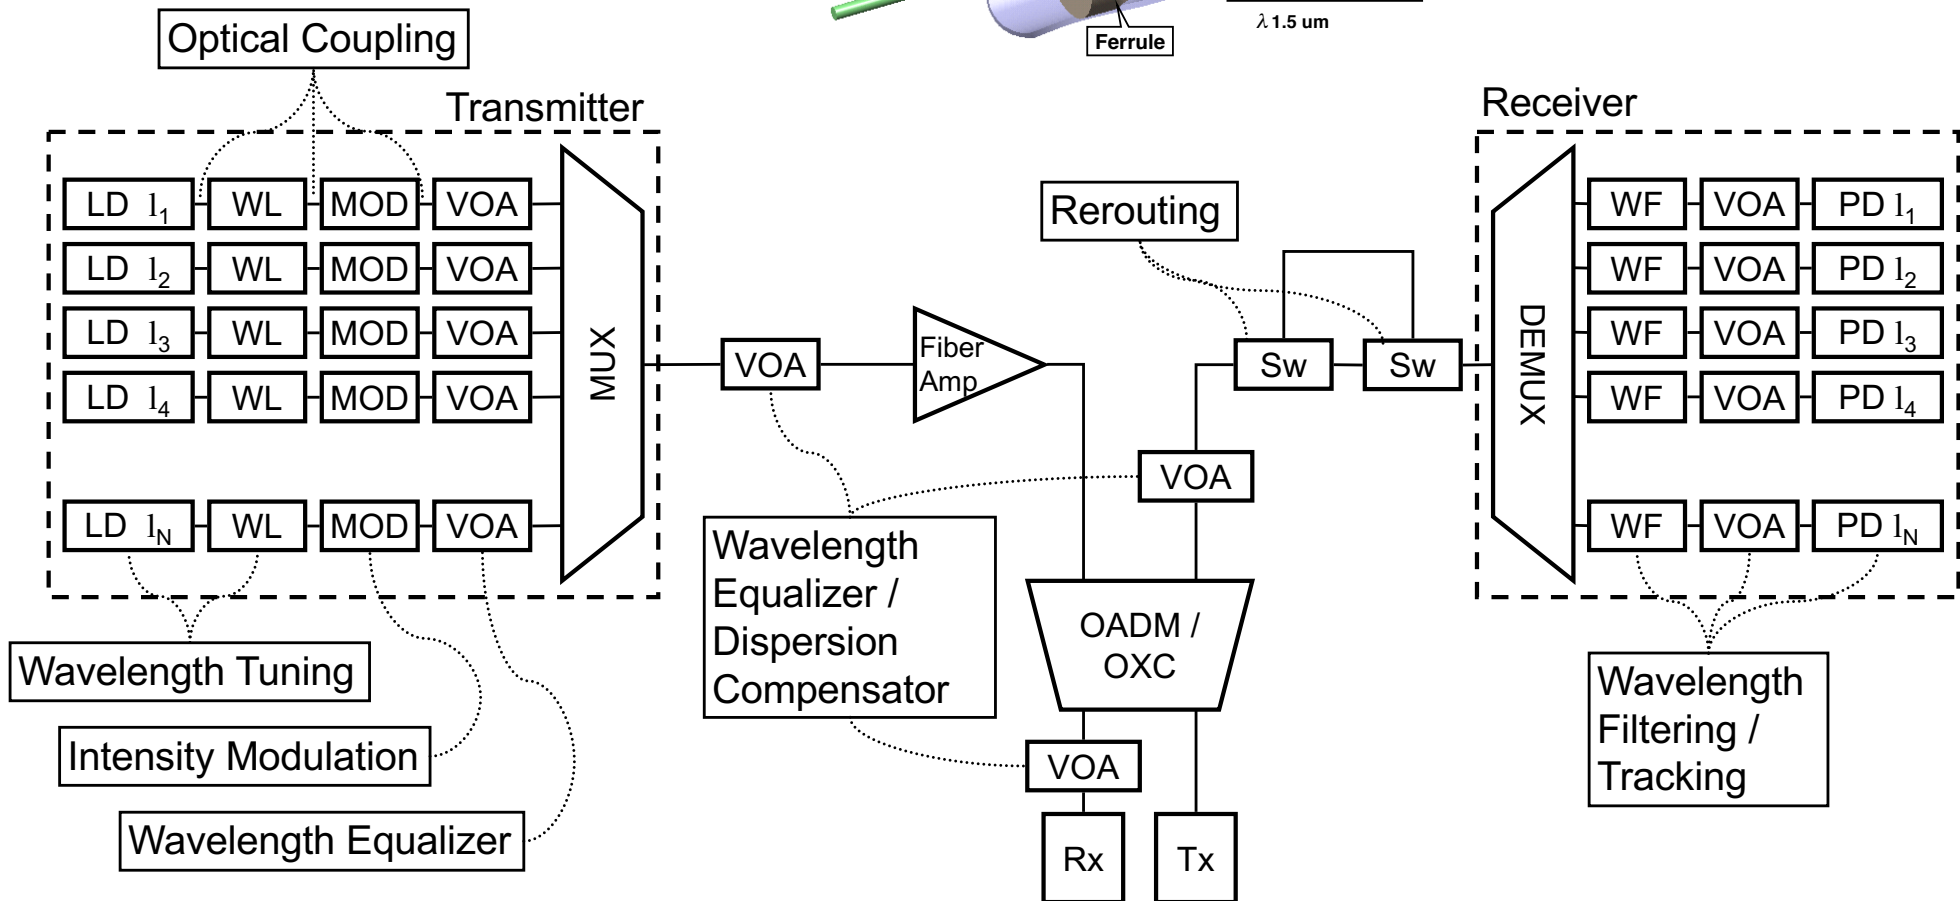 Ferrule
λ 1.5 um
Optical Coupling
Transmitter
Receiver
LD l1 WL MOD VOA
LD l2 WL MOD VOA
LD l3 WL MOD VOA
LD l4 WL MOD VOA
LD lN WL MOD VOA
MUX
VOA
Fiber
Amp
Rerouting
Sw
Sw
DEMUX
WF VOA PD l1
WF VOA PD l2
WF VOA PD l3
WF VOA PD l4
WF VOA PD lN
VOA
Wavelength
Equalizer /
Dispersion
Compensator
OADM /
OXC
VOA
Rx
Tx
Wavelength Tuning
Intensity Modulation
Wavelength Equalizer
Wavelength
Filtering /
Tracking